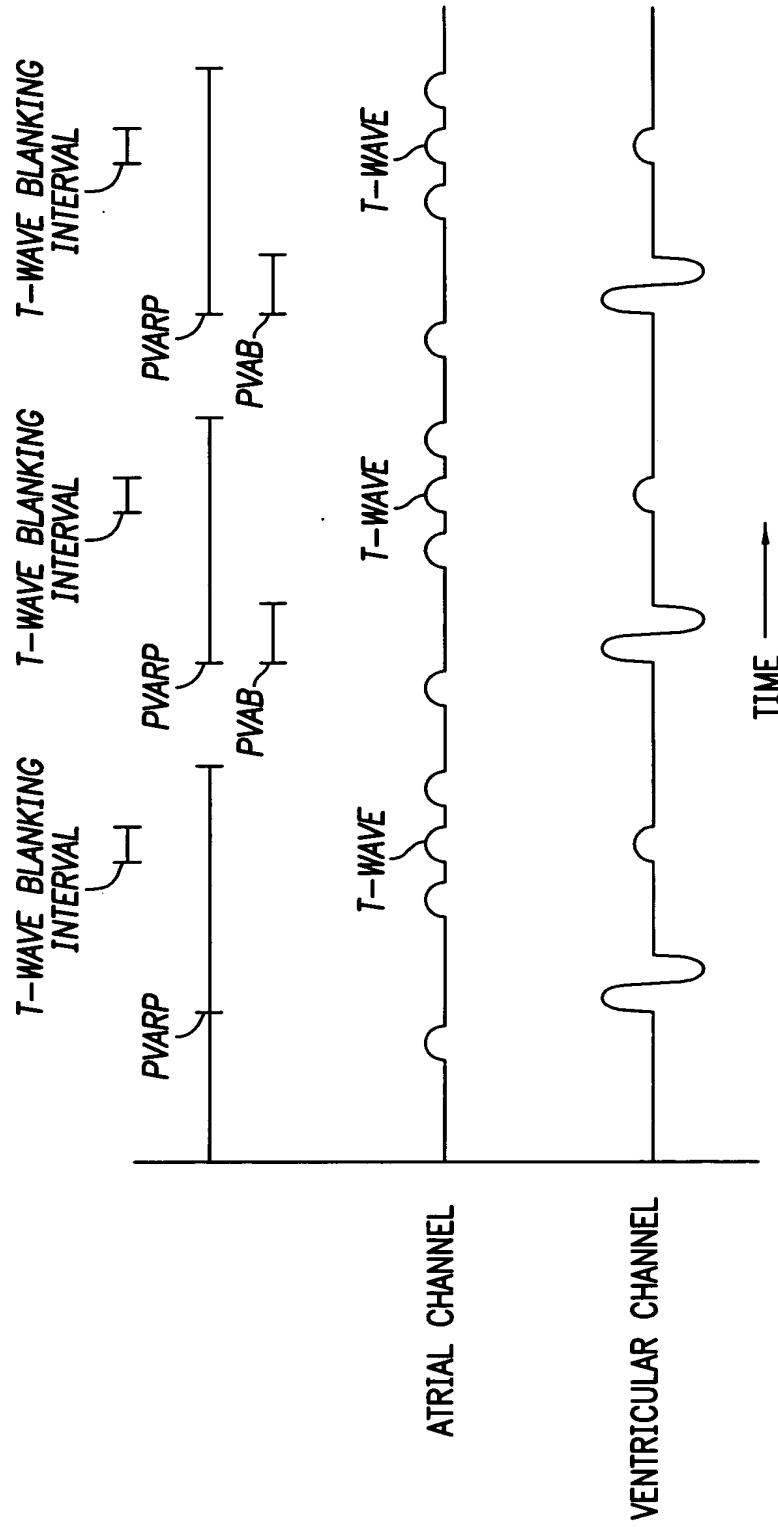 T-WAVE BLANKING
INTERVAL
T-WAVE BLANKING
INTERVAL
T-WAVE BLANKING
INTERVAL
PVARP
PVARP
PVARP
PVAB
PVAB
T-WAVE
T-WAVE
T-WAVE
ATRIAL CHANNEL
VENTRICULAR CHANNEL
TIME